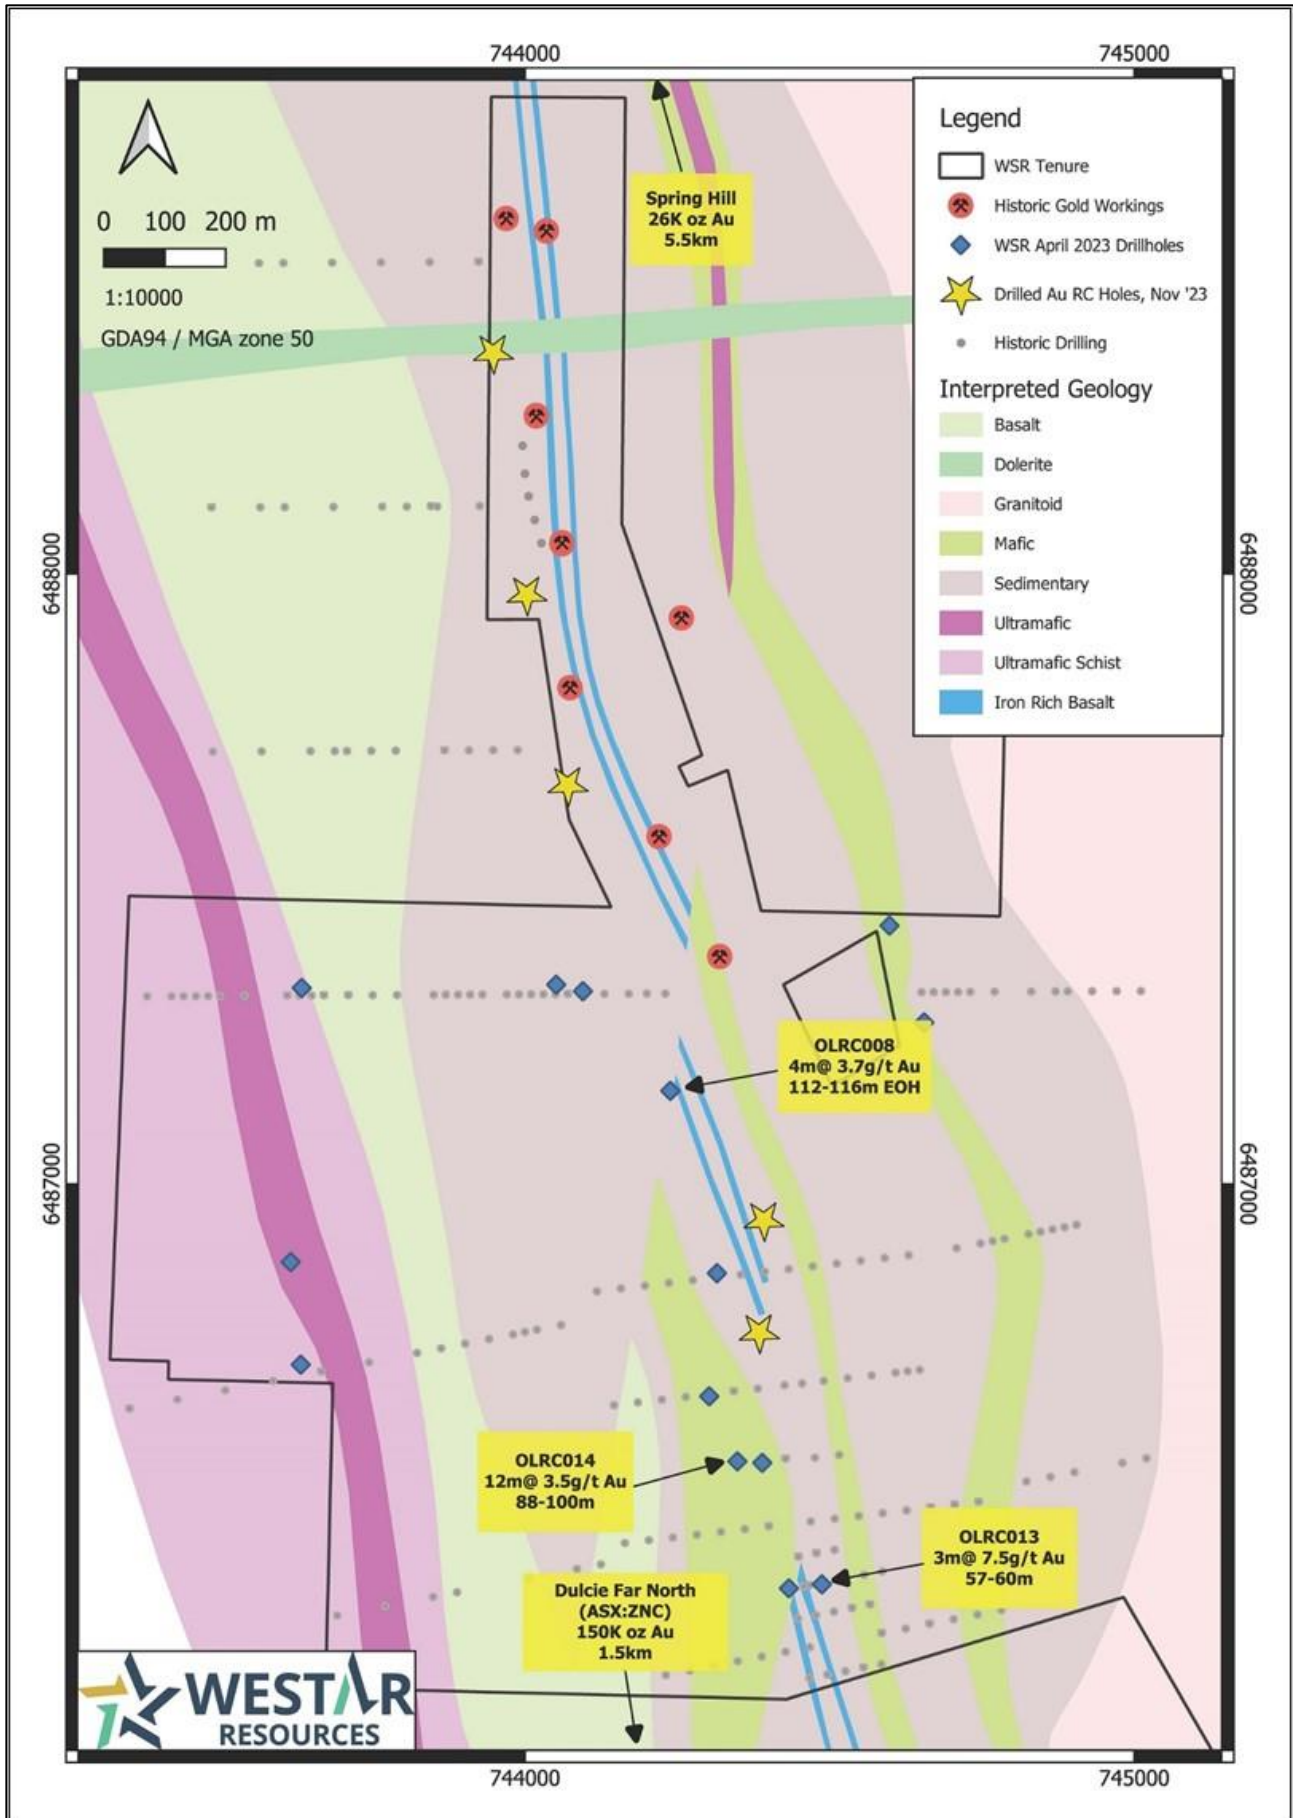 744000
745000
0 100 200 m
1:10000
GDA94 / MGA zone 50
Spring Hill
26K oz Au
5.5km
Legend
WSR Tenure
Historic Gold Workings
WSR April 2023 Drillholes
Drilled Au RC Holes, Nov '23
Historic Drilling
Interpreted Geology
Basalt
Dolerite
Granitoid
Mafic
Sedimentary
Ultramafic
Ultramafic Schist
Iron Rich Basalt
6488000
6488000
OLRC008
4m@ 3.7g/t Au
112-116m EOH
6487000
6487000
OLRC014
12m@ 3.5g/t Au
88-100m
OLRC013
3m@ 7.5g/t Au
57-60m
Dulcie Far North
(ASX:ZNC)
150K oz Au
1.5km
WESTAR
RESOURCES
744000
745000